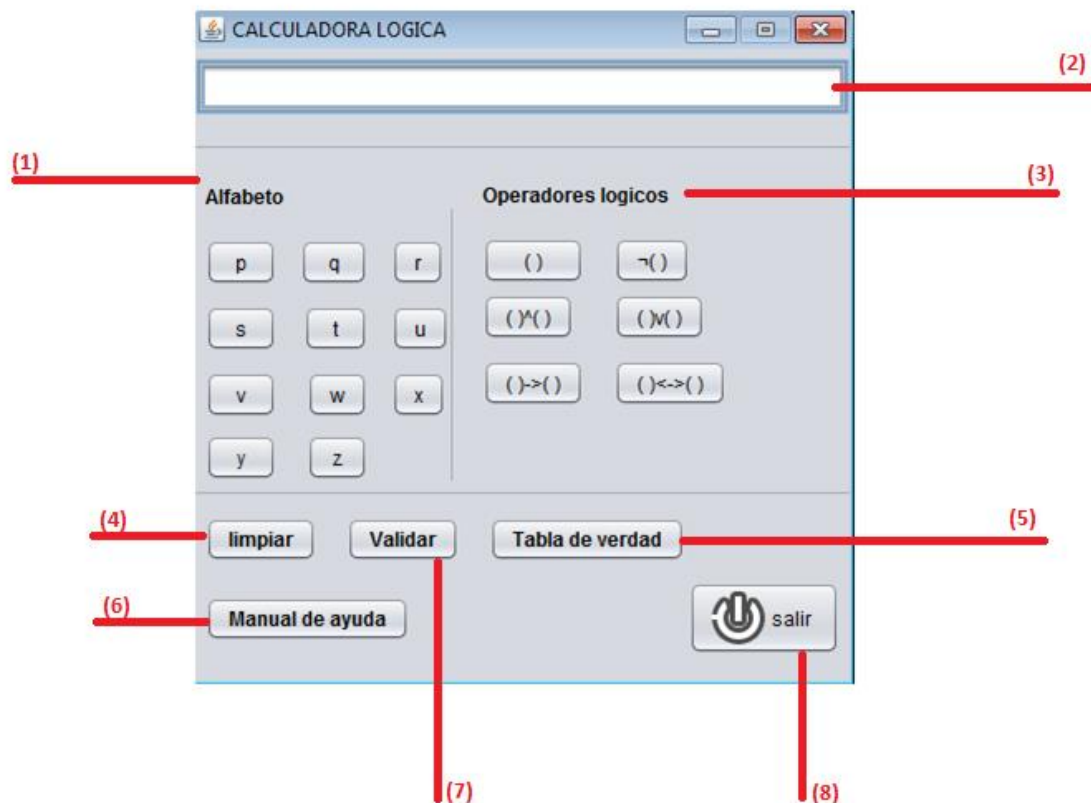 CALCULADORA LOGICA
(2)
(1)
(3)
Alfabeto
Operadores logicos
p q r
( ) ¬( )
s t u
( )^( ) ( )v( )
v w x
( )->( ) ( )<->( )
y z
(4)
(5)
limpiar Validar Tabla de verdad
(6)
Manual de ayuda
salir
(7)
(8)